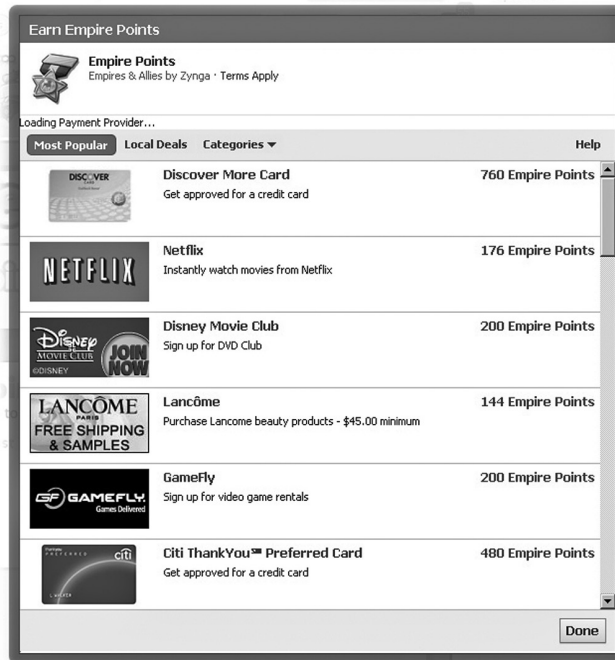 Earn Empire Points
Empire Points
Empires & Allies by Zynga · Terms Apply
Loading Payment Provider...
Most Popular Local Deals Categories ▼ Help
DISCOVER
Discover More Card 760 Empire Points
Get approved for a credit card
NETFLIX
Netflix 176 Empire Points
Instantly watch movies from Netflix
Disney
MOVIE CLUB
JOIN
NOW
©DISNEY
Disney Movie Club 200 Empire Points
Sign up for DVD Club
LANCÔME
PARIS
FREE SHIPPING
& SAMPLES
Lancôme 144 Empire Points
Purchase Lancome beauty products - $45.00 minimum
GF GAMEFLY.
Games Delivered
GameFly 200 Empire Points
Sign up for video game rentals
citi
Citi ThankYou℠ Preferred Card 480 Empire Points
Get approved for a credit card
Done